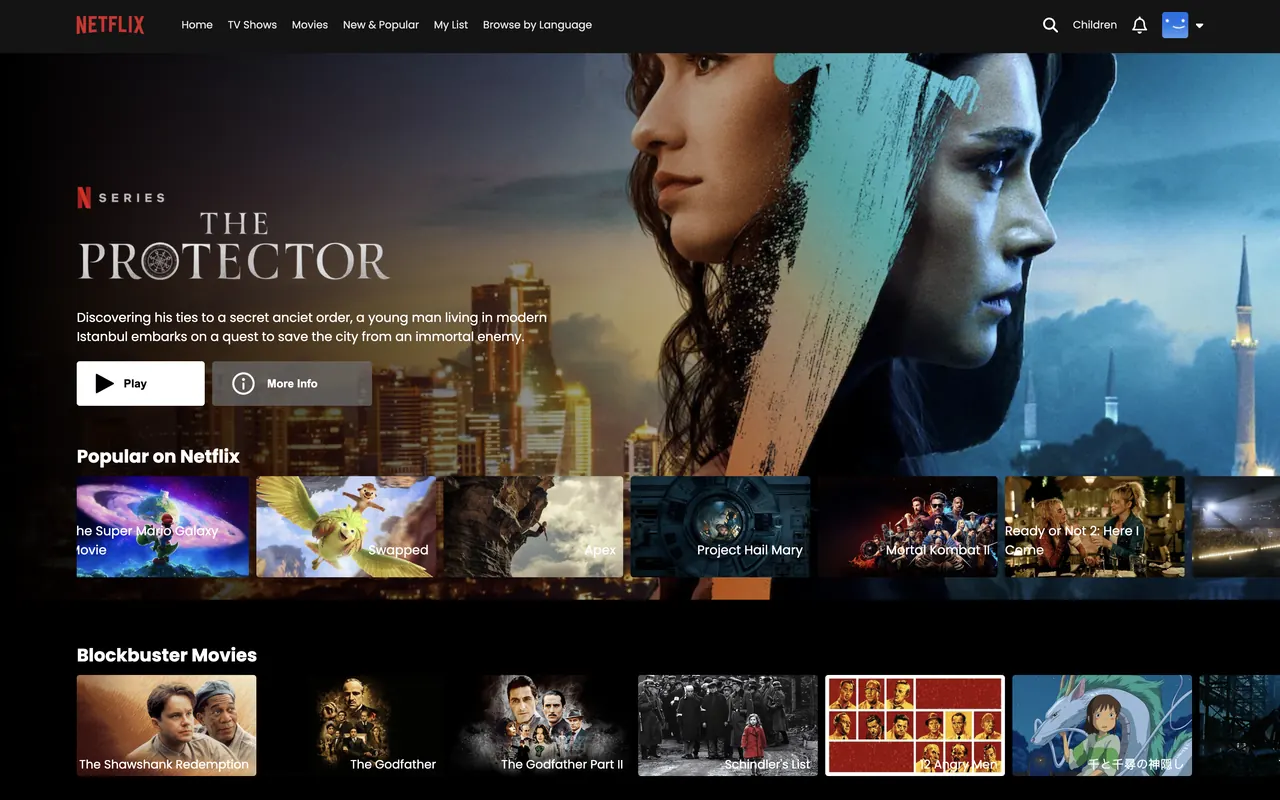 NETFLIX
Home
TV Shows
Movies
New & Popular
My List
Browse by Language
Children
N SERIES
THE
PROTECTOR
Discovering his ties to a secret anciet order, a young man living in modern
Istanbul embarks on a quest to save the city from an immortal enemy.
Play
More Info
Popular on Netflix
he Super Mario Galaxy
Movie
Swapped
Apex
Project Hail Mary
Mortal Kombat II
Ready or Not 2: Here I
Come
Blockbuster Movies
The Shawshank Redemption
The Godfather
The Godfather Part II
Schindler's List
12 Angry Men
千と千尋の神隠し